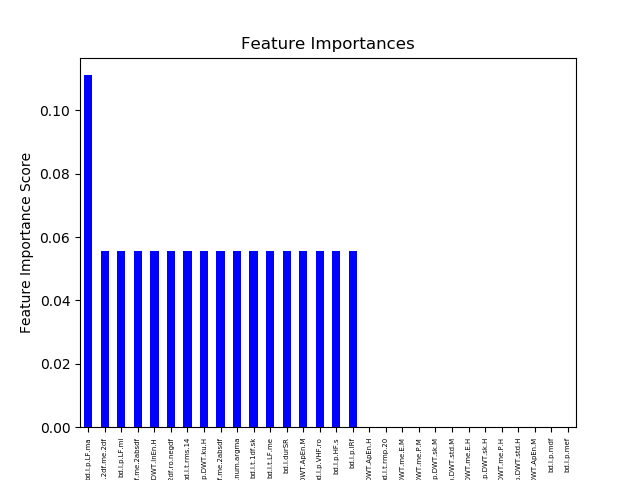 Feature Importances
Feature Importance Score
0.10
0.08
0.06
0.04
0.02
0.00
bd.l.p.LF.ma
.2df.me.2df
bd.l.p.LF.ml
f.me.2absdf
DWT.lnEn.H
2df.ro.negdf
bd.l.t.rms.14
p.DWT.ku.H
f.me.2absdf
.num.argma
bd.l.t.1df.sk
bd.l.t.LF.me
bd.l.durSR
DWT.ApEn.M
d.l.p.VHF.ro
bd.l.p.HF.s
bd.l.p.IRf
DWT.ApEn.H
bd.l.t.rmp.20
DWT.me.E.M
DWT.me.P.M
p.DWT.sk.M
.DWT.std.M
DWT.me.E.H
p.DWT.sk.H
DWT.me.P.H
.DWT.std.H
DWT.ApEn.M
bd.l.p.mdf
bd.l.p.mef